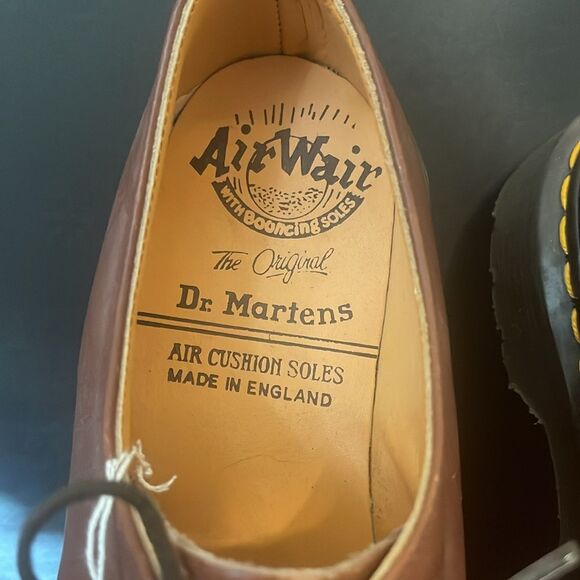 AirWair
WITH Bouncing SOLES
The Original
Dr. Martens
AIR CUSHION SOLES
MADE IN ENGLAND